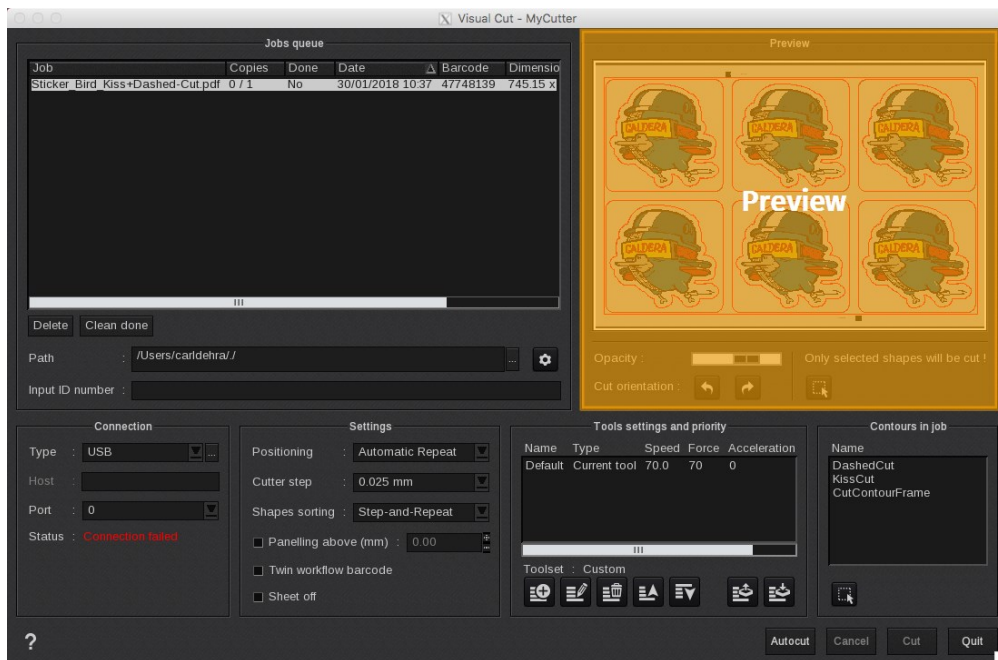 Visual Cut - MyCutter
Jobs queue
Job Copies Done Date Barcode Dimensio
Sticker_Bird_Kiss+Dashed-Cut.pdf 0 / 1 No 30/01/2018 10:37 47748139 745.15 x
Delete Clean done
Path : /Users/carldehra/./ ...
Input ID number :
Preview
CALDERA CALDERA CALDERA
Preview
CALDERA CALDERA CALDERA
Opacity : Only selected shapes will be cut !
Cut orientation :
Connection
Type : USB ...
Host :
Port : 0
Status : Connection failed
Settings
Positioning : Automatic Repeat
Cutter step : 0.025 mm
Shapes sorting : Step-and-Repeat
Panelling above (mm) : 0.00
Twin workflow barcode
Sheet off
Tools settings and priority
Name Type Speed Force Acceleration
Default Current tool 70.0 70 0
Toolset : Custom
Contours in job
Name
DashedCut
KissCut
CutContourFrame
? Autocut Cancel Cut Quit